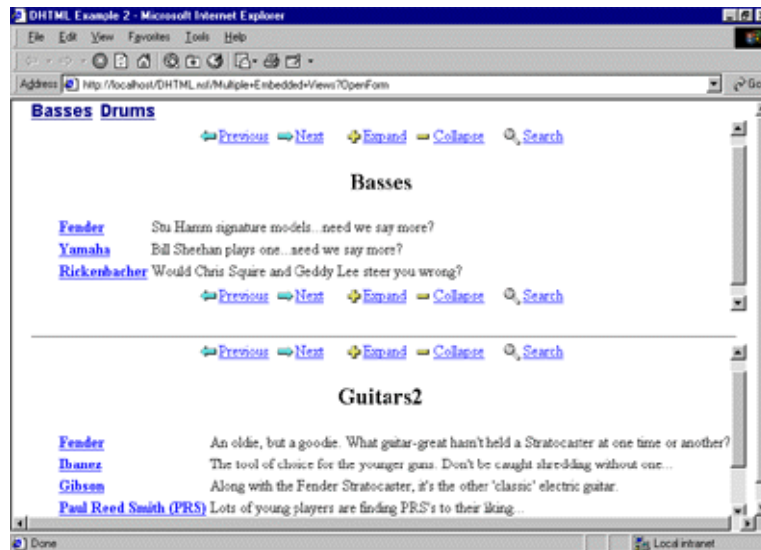 DHTML Example 2 - Microsoft Internet Explorer
File Edit View Favorites Tools Help
Address http://localhost/DHTML.nsf/Multiple+Embedded+Views?OpenForm Go
Basses Drums
Previous Next Expand Collapse Search
Basses
Fender Stu Hamm signature models...need we say more?
Yamaha Bill Sheehan plays one...need we say more?
Rickenbacher Would Chris Squire and Geddy Lee steer you wrong?
Previous Next Expand Collapse Search
Previous Next Expand Collapse Search
Guitars2
Fender An oldie, but a goodie. What guitar-great hasn't held a Stratocaster at one time or another?
Ibanez The tool of choice for the younger guns. Don't be caught shredding without one...
Gibson Along with the Fender Stratocaster, it's the other 'classic' electric guitar.
Paul Reed Smith (PRS) Lots of young players are finding PRS's to their liking...
Done Local intranet